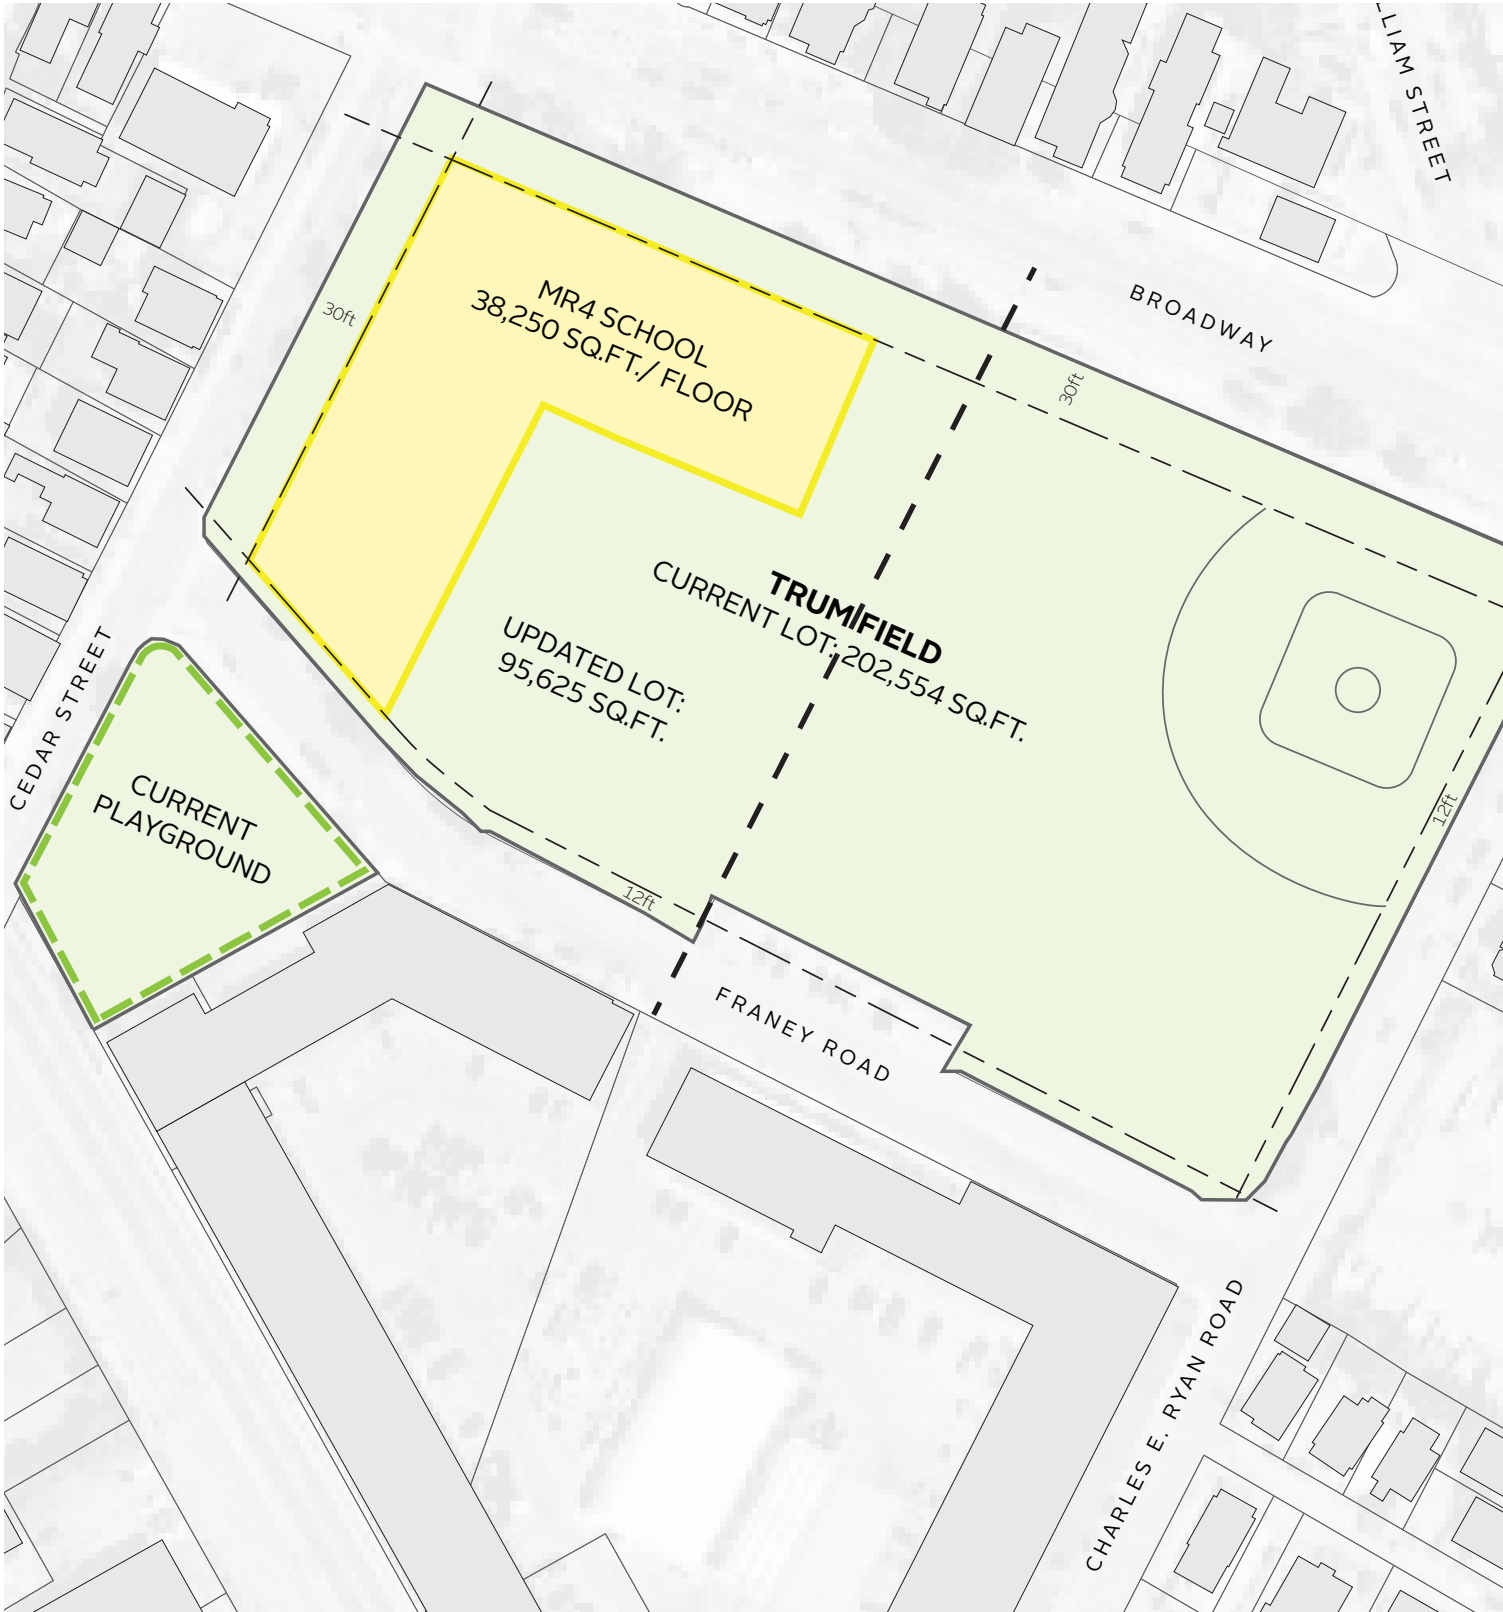 LLIAM STREET
BROADWAY
MR4 SCHOOL
38,250 SQ.FT./ FLOOR
30ft
30ft
TRUM FIELD
CURRENT LOT: 202,554 SQ.FT.
UPDATED LOT:
95,625 SQ.FT.
CEDAR STREET
CURRENT
PLAYGROUND
12ft
12ft
FRANEY ROAD
CHARLES E. RYAN ROAD